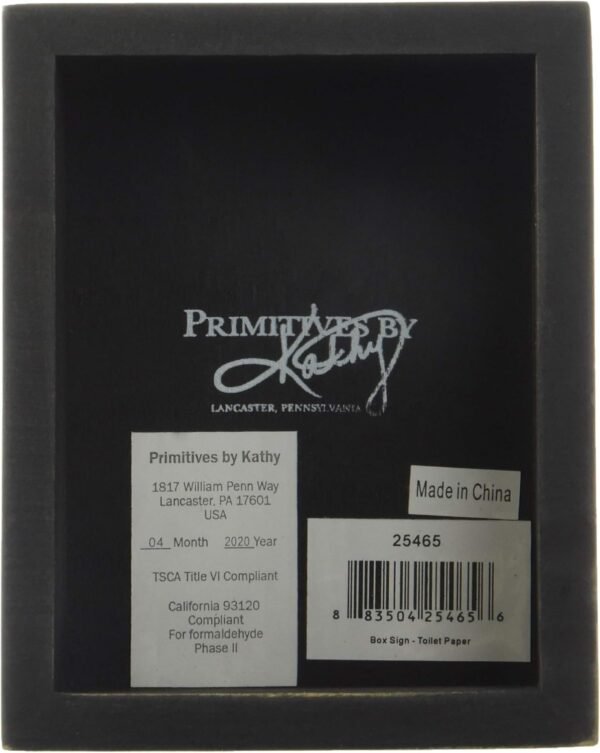 PRIMITIVES BY
Kathy
LANCASTER, PENNSYLVANIA
Primitives by Kathy
1817 William Penn Way
Lancaster, PA 17601
USA
04 Month 2020 Year
TSCA Title VI Compliant
California 93120
Compliant
For formaldehyde
Phase II
Made in China
25465
8 83504 25465 6
Box Sign - Toilet Paper